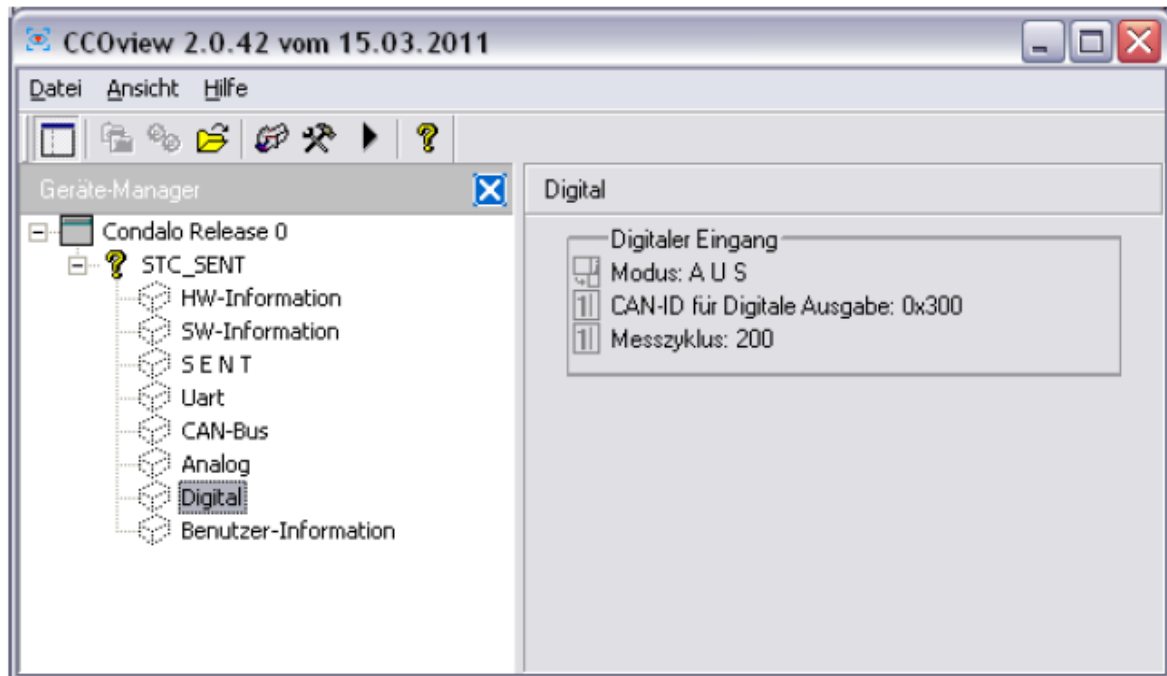 CCOview 2.0.42 vom 15.03.2011
Datei Ansicht Hilfe
Geräte-Manager
Condalo Release 0
STC_SENT
HW-Information
SW-Information
S E N T
Uart
CAN-Bus
Analog
Digital
Benutzer-Information
Digital
Digitaler Eingang
Modus: A U S
CAN-ID für Digitale Ausgabe: 0x300
Messzyklus: 200